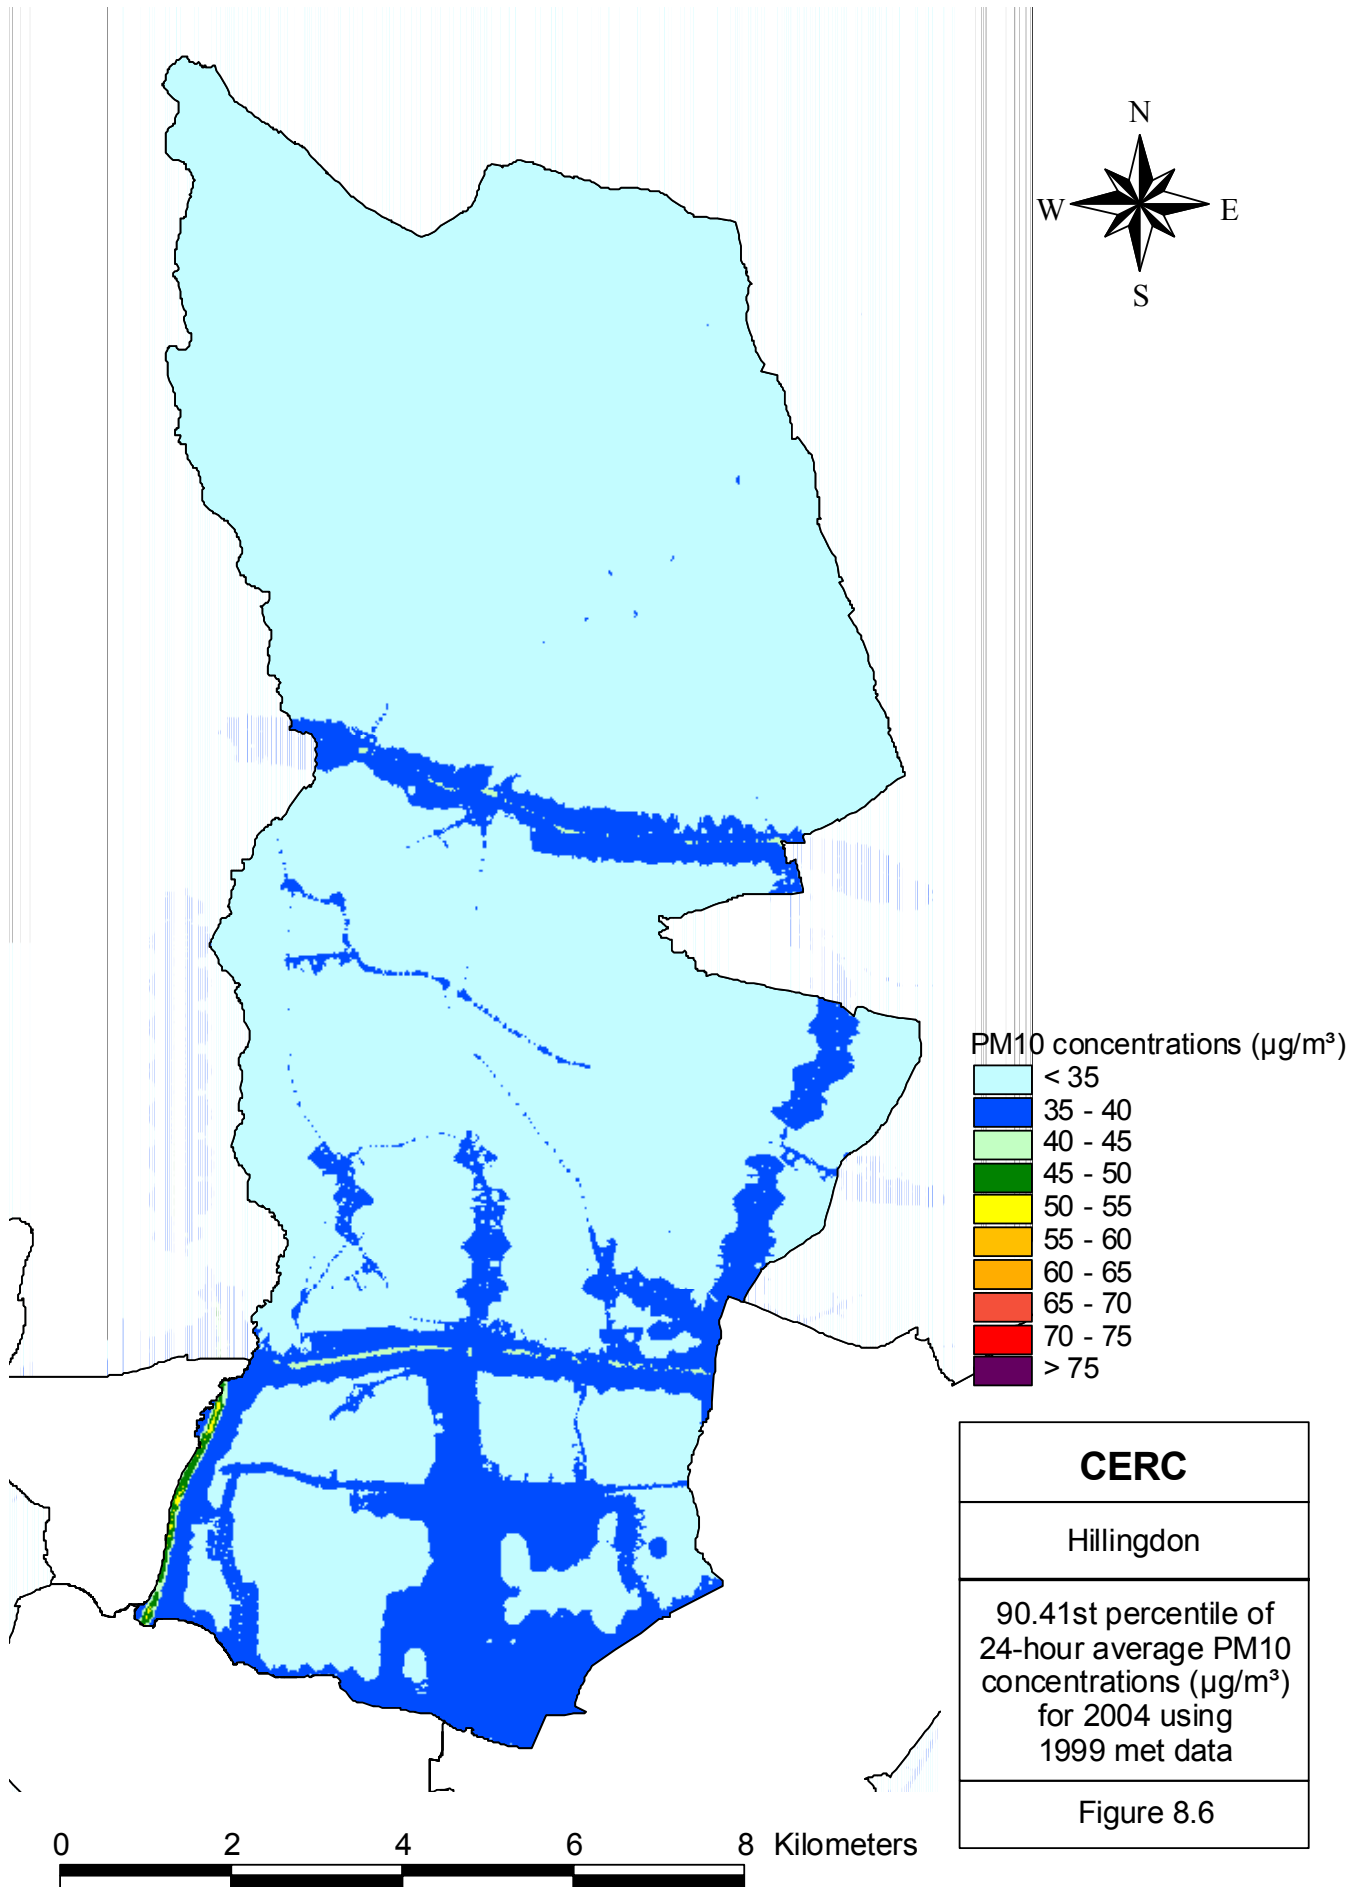 N
W
E
S
PM10 concentrations (µg/m³)
< 35
35 - 40
40 - 45
45 - 50
50 - 55
55 - 60
60 - 65
65 - 70
70 - 75
> 75
CERC
Hillingdon
90.41st percentile of
24-hour average PM10
concentrations (µg/m³)
for 2004 using
1999 met data
Figure 8.6
0 2 4 6 8 Kilometers